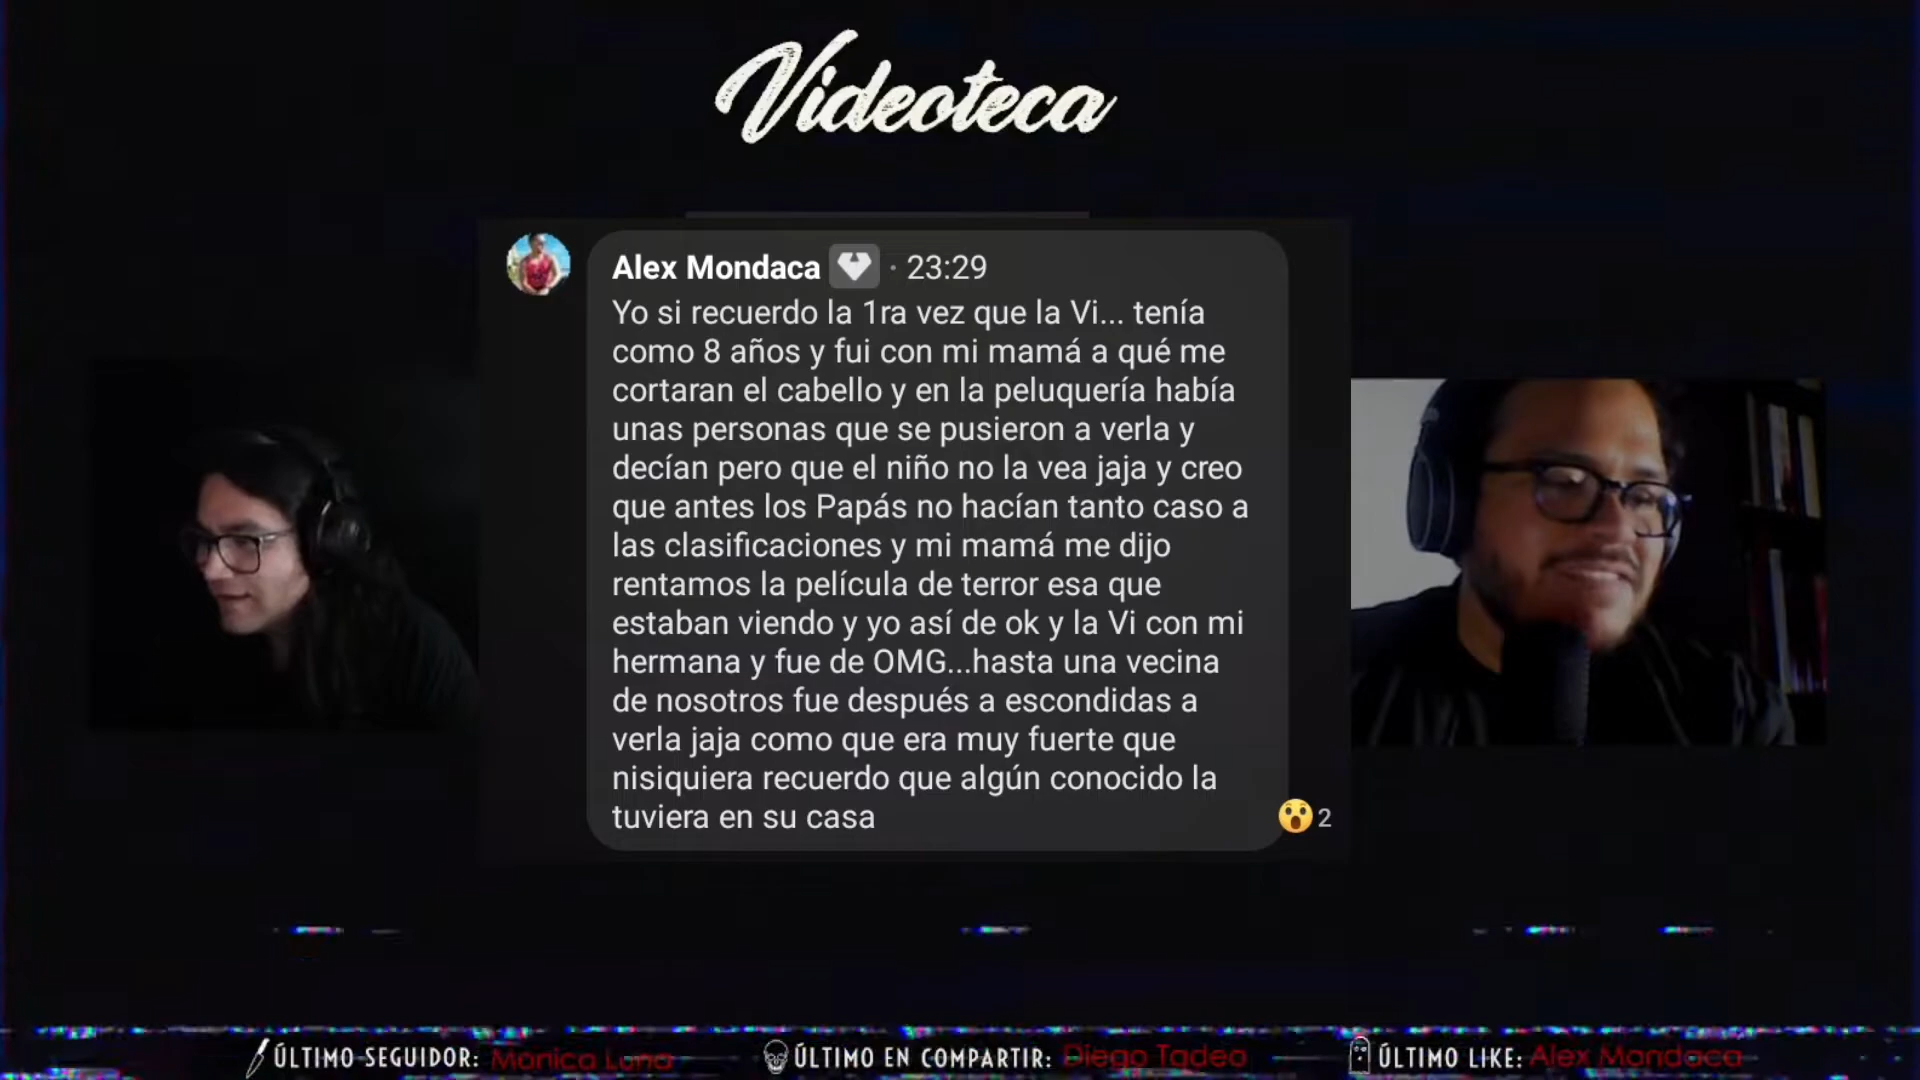 Videoteca
Alex Mondaca · 23:29
Yo si recuerdo la 1ra vez que la Vi... tenía
como 8 años y fui con mi mamá a qué me
cortaran el cabello y en la peluquería había
unas personas que se pusieron a verla y
decían pero que el niño no la vea jaja y creo
que antes los Papás no hacían tanto caso a
las clasificaciones y mi mamá me dijo
rentamos la película de terror esa que
estaban viendo y yo así de ok y la Vi con mi
hermana y fue de OMG...hasta una vecina
de nosotros fue después a escondidas a
verla jaja como que era muy fuerte que
nisiquiera recuerdo que algún conocido la
tuviera en su casa
2
ÚLTIMO SEGUIDOR: Monica Luna
ÚLTIMO EN COMPARTIR: Diego Tadeo
ÚLTIMO LIKE: Alex Mondaca